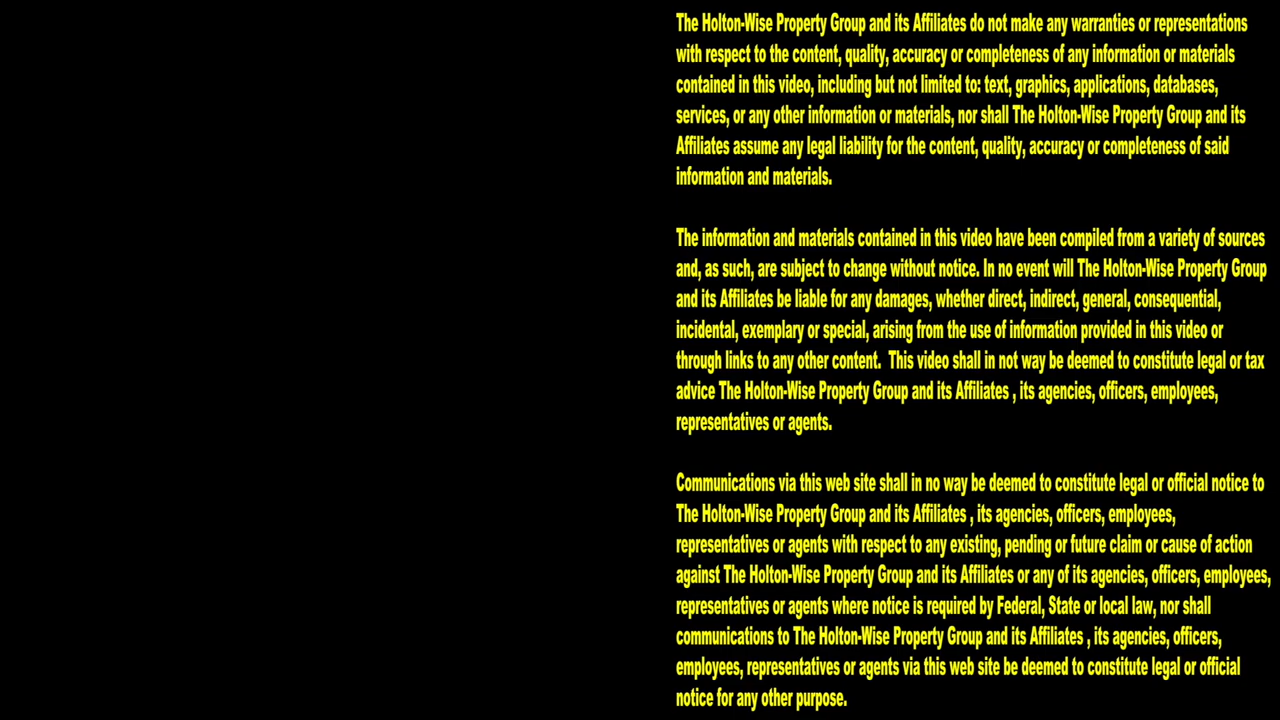 The Holton-Wise Property Group and its Affiliates do not make any warranties or representations
with respect to the content, quality, accuracy or completeness of any information or materials
contained in this video, including but not limited to: text, graphics, applications, databases,
services, or any other information or materials, nor shall The Holton-Wise Property Group and its
Affiliates assume any legal liability for the content, quality, accuracy or completeness of said
information and materials.
The information and materials contained in this video have been compiled from a variety of sources
and, as such, are subject to change without notice. In no event will The Holton-Wise Property Group
and its Affiliates be liable for any damages, whether direct, indirect, general, consequential,
incidental, exemplary or special, arising from the use of information provided in this video or
through links to any other content.  This video shall in not way be deemed to constitute legal or tax
advice The Holton-Wise Property Group and its Affiliates , its agencies, officers, employees,
representatives or agents.
Communications via this web site shall in no way be deemed to constitute legal or official notice to
The Holton-Wise Property Group and its Affiliates , its agencies, officers, employees,
representatives or agents with respect to any existing, pending or future claim or cause of action
against The Holton-Wise Property Group and its Affiliates or any of its agencies, officers, employees,
representatives or agents where notice is required by Federal, State or local law, nor shall
communications to The Holton-Wise Property Group and its Affiliates , its agencies, officers,
employees, representatives or agents via this web site be deemed to constitute legal or official
notice for any other purpose.